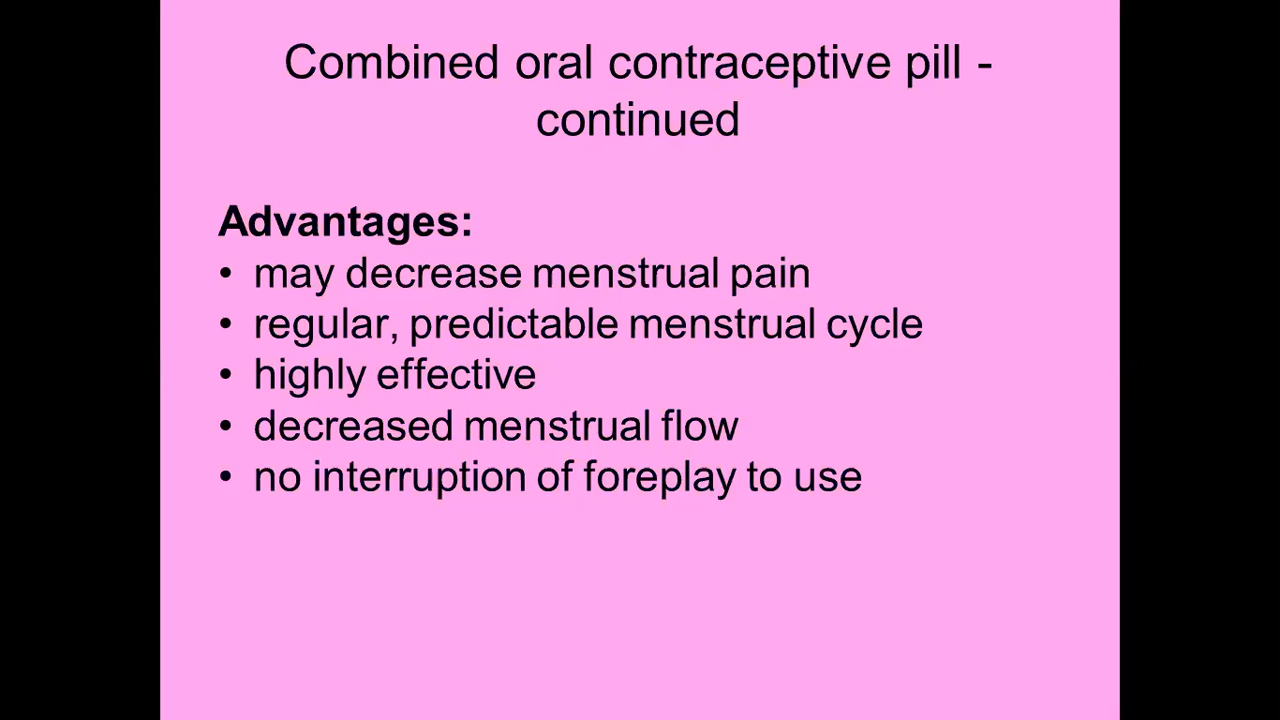 Combined oral contraceptive pill -
continued
Advantages:
• may decrease menstrual pain
• regular, predictable menstrual cycle
• highly effective
• decreased menstrual flow
• no interruption of foreplay to use